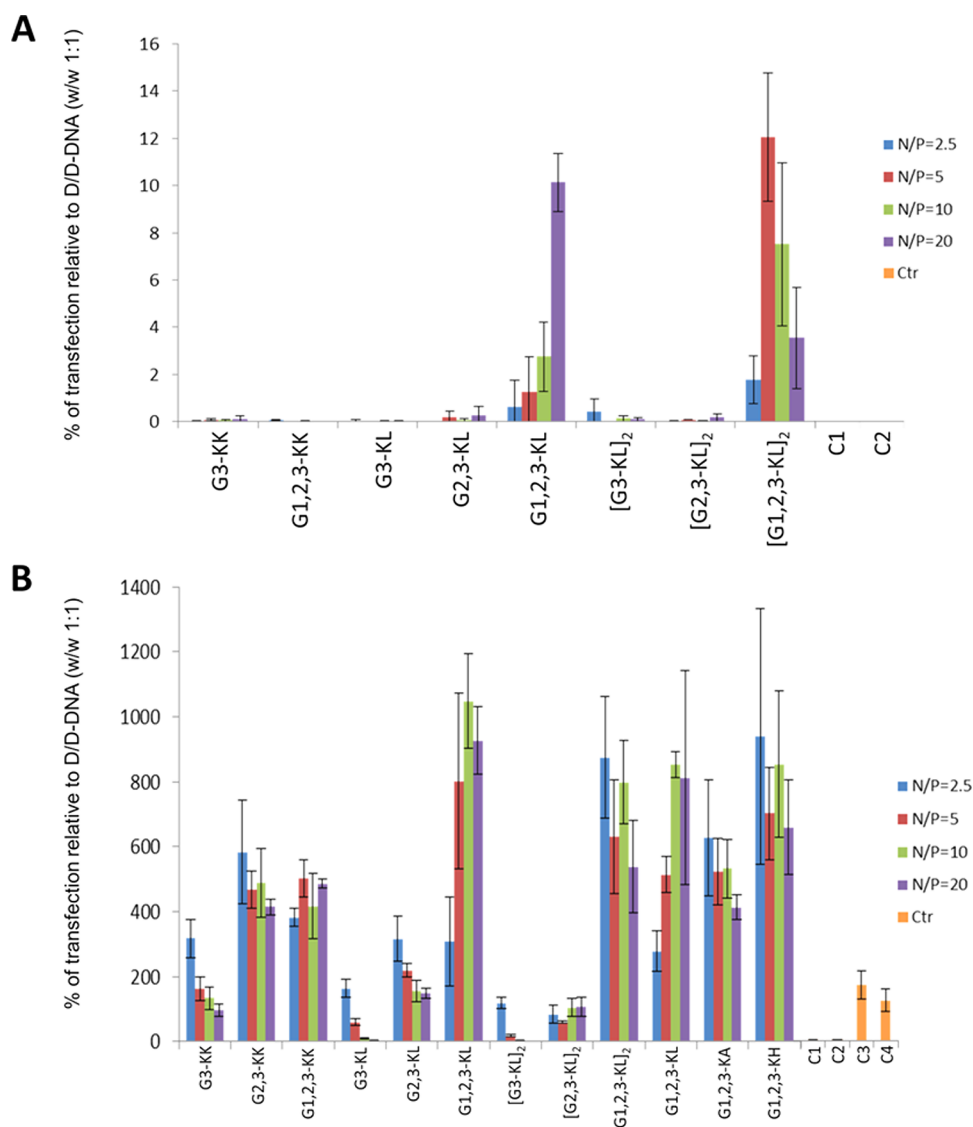 A
% of transfection relative to D/D-DNA (w/w 1:1)
16
14
12
10
8
6
4
2
0
G3-KK
G1,2,3-KK
G3-KL
G2,3-KL
G1,2,3-KL
[G3-KL]2
[G2,3-KL]2
[G1,2,3-KL]2
C1
C2
N/P=2.5
N/P=5
N/P=10
N/P=20
Ctr
B
% of transfection relative to D/D-DNA (w/w 1:1)
1400
1200
1000
800
600
400
200
0
G3-KK
G2,3-KK
G1,2,3-KK
G3-KL
G2,3-KL
G1,2,3-KL
[G3-KL]2
[G2,3-KL]2
G1,2,3-KL]2
G1,2,3-KL
G1,2,3-KA
G1,2,3-KH
C1
C2
C3
C4
N/P=2.5
N/P=5
N/P=10
N/P=20
Ctr